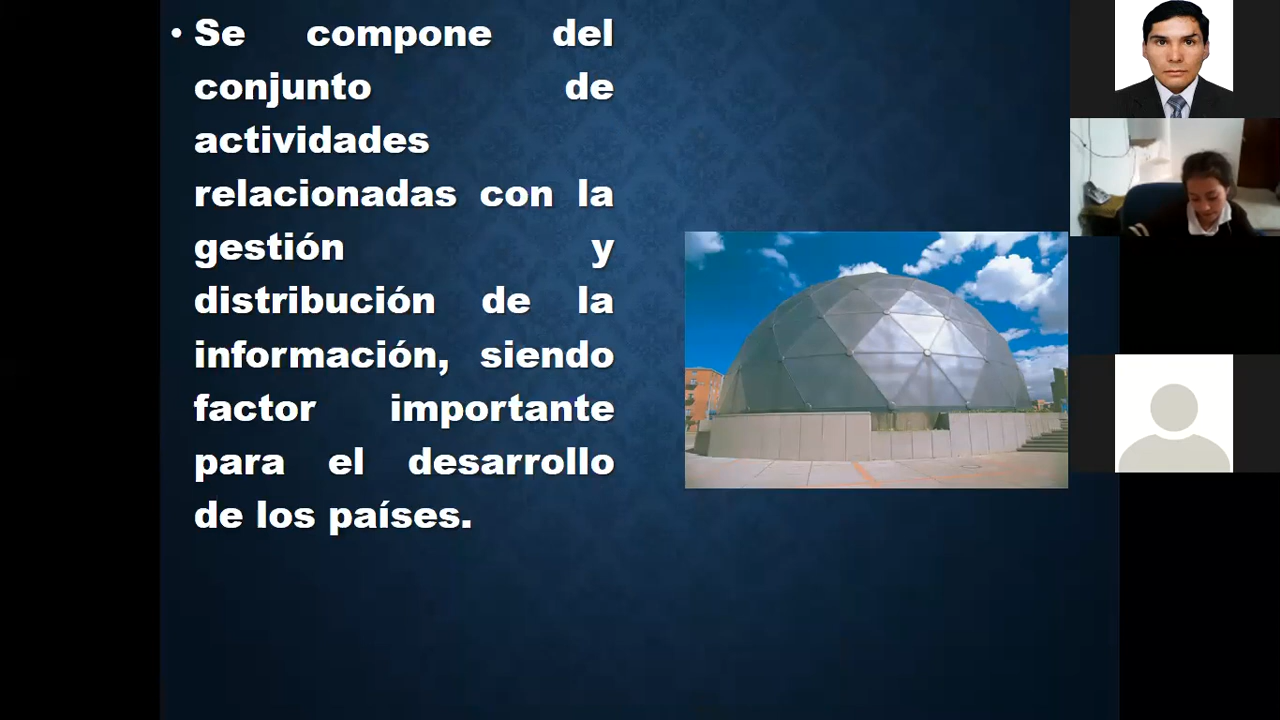 • Se compone del
conjunto de
actividades
relacionadas con la
gestión y
distribución de la
información, siendo
factor importante
para el desarrollo
de los países.